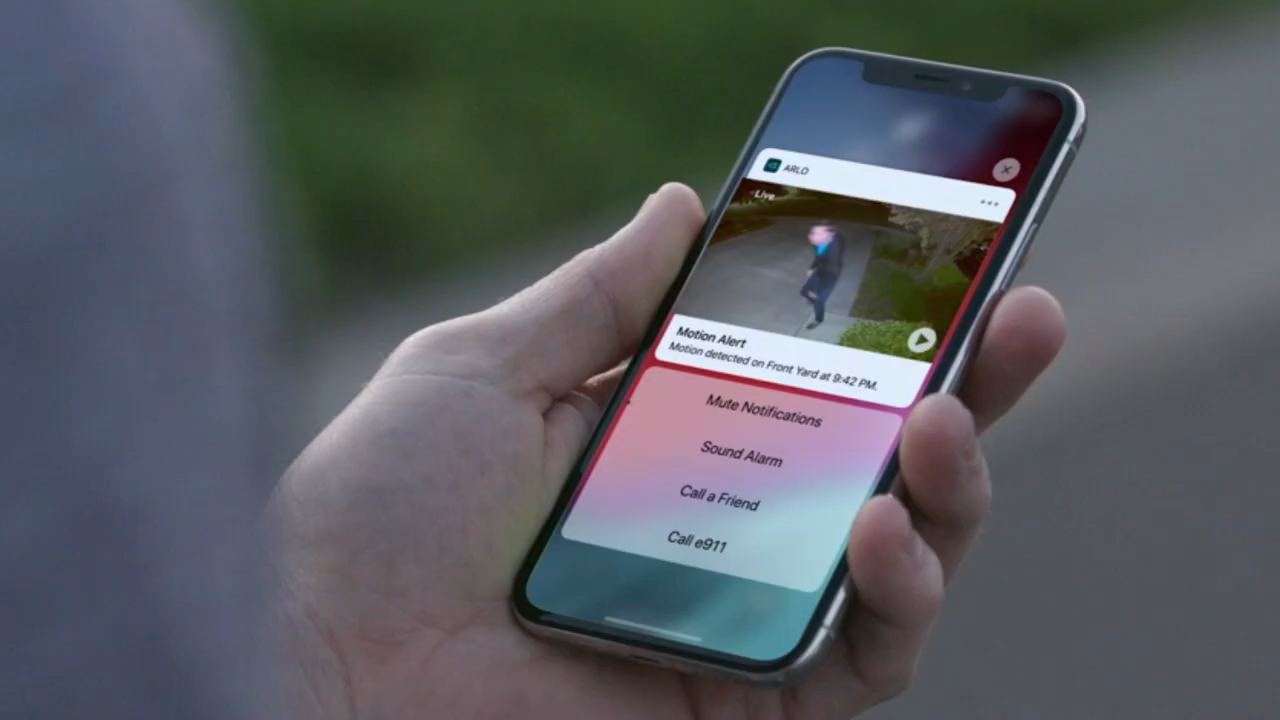 ARLO
Live
Motion Alert
Motion detected on Front Yard at 9:42 PM.
Mute Notifications
Sound Alarm
Call a Friend
Call e911